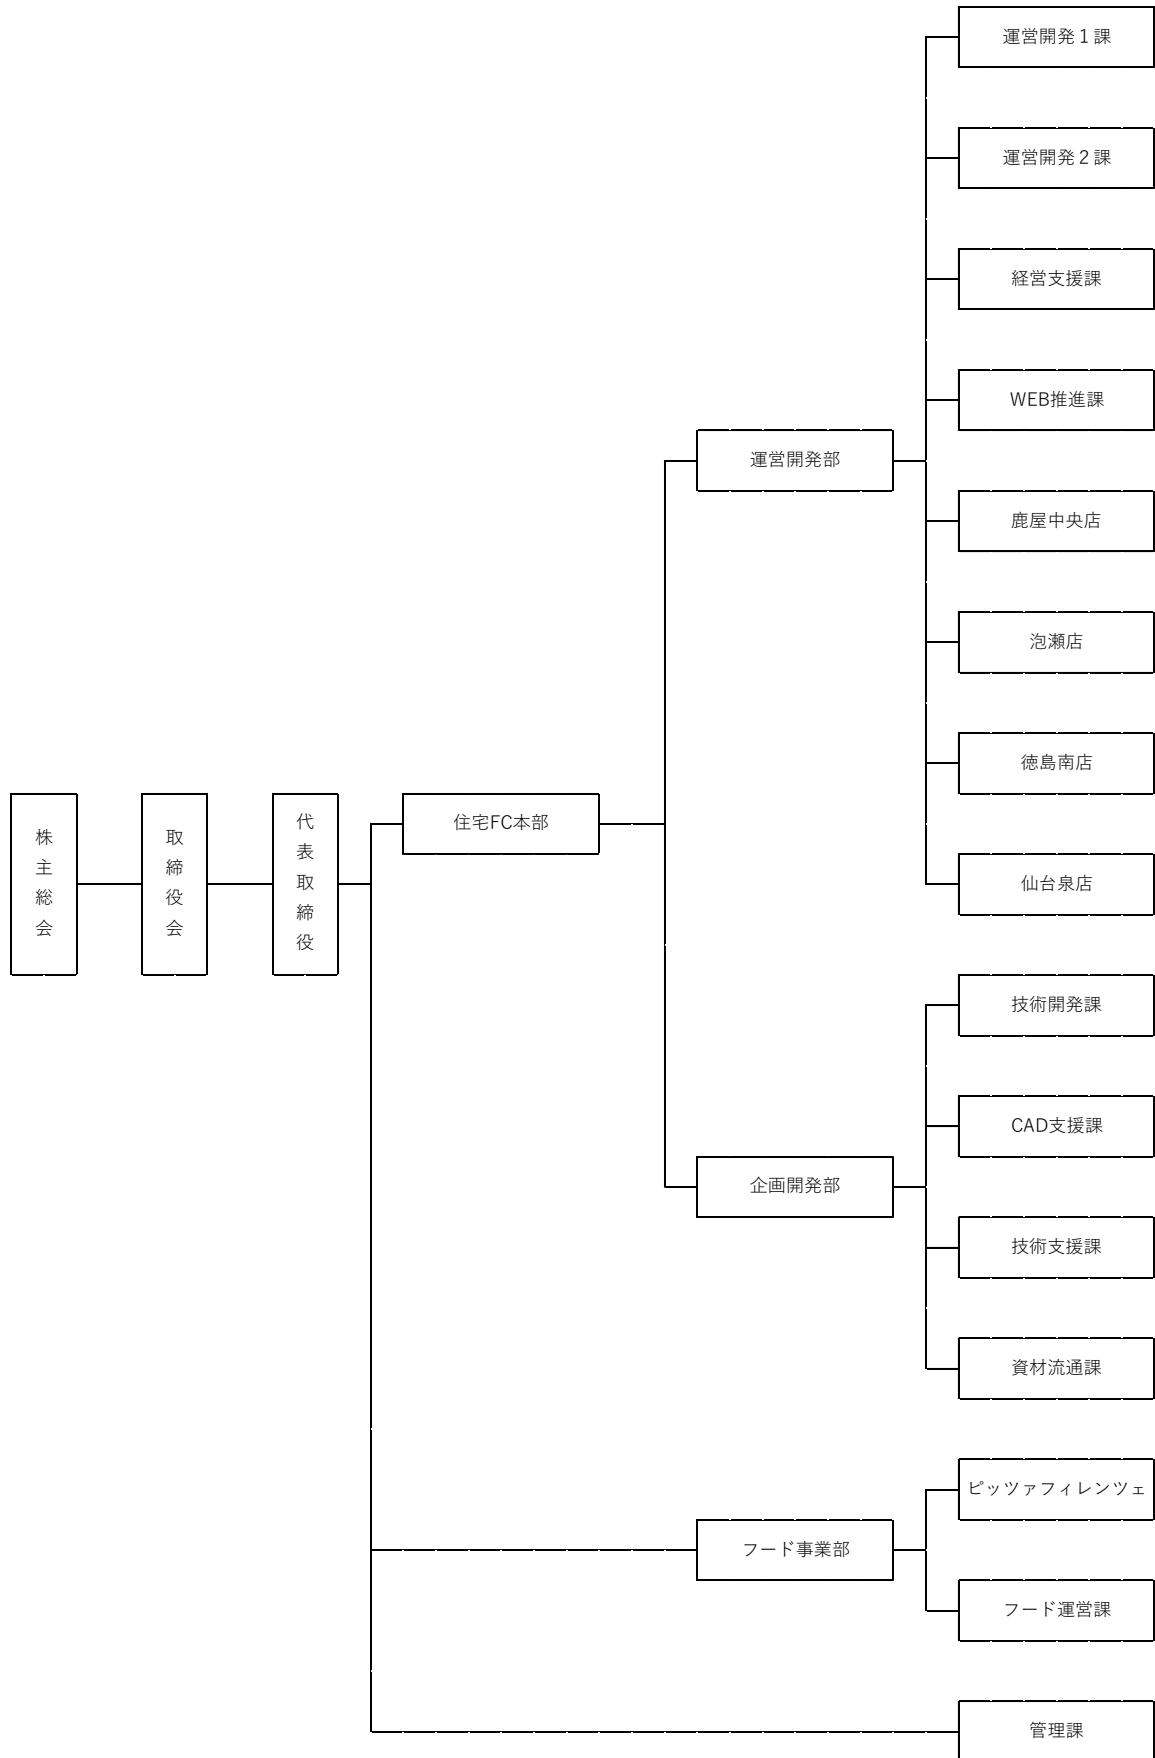 株主総会
取締役会
代表取締役
住宅FC本部
運営開発部
運営開発１課
運営開発２課
経営支援課
WEB推進課
鹿屋中央店
泡瀬店
徳島南店
仙台泉店
企画開発部
技術開発課
CAD支援課
技術支援課
資材流通課
フード事業部
ピッツァフィレンツェ
フード運営課
管理課